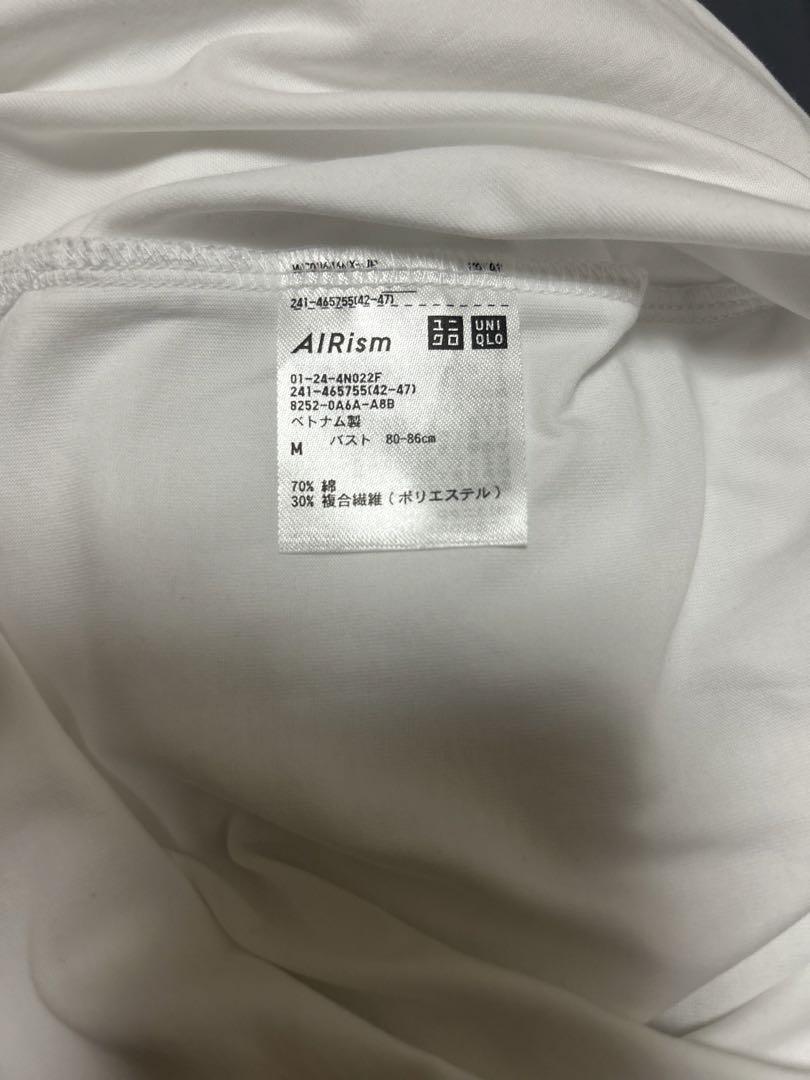 241-465755(42-47)
AIRism
ユニクロ
UNIQLO
01-24-4N022F
241-465755(42-47)
8252-0A6A-A8B
ベトナム製
M バスト 80-86cm
70% 綿
30% 複合繊維(ポリエステル)